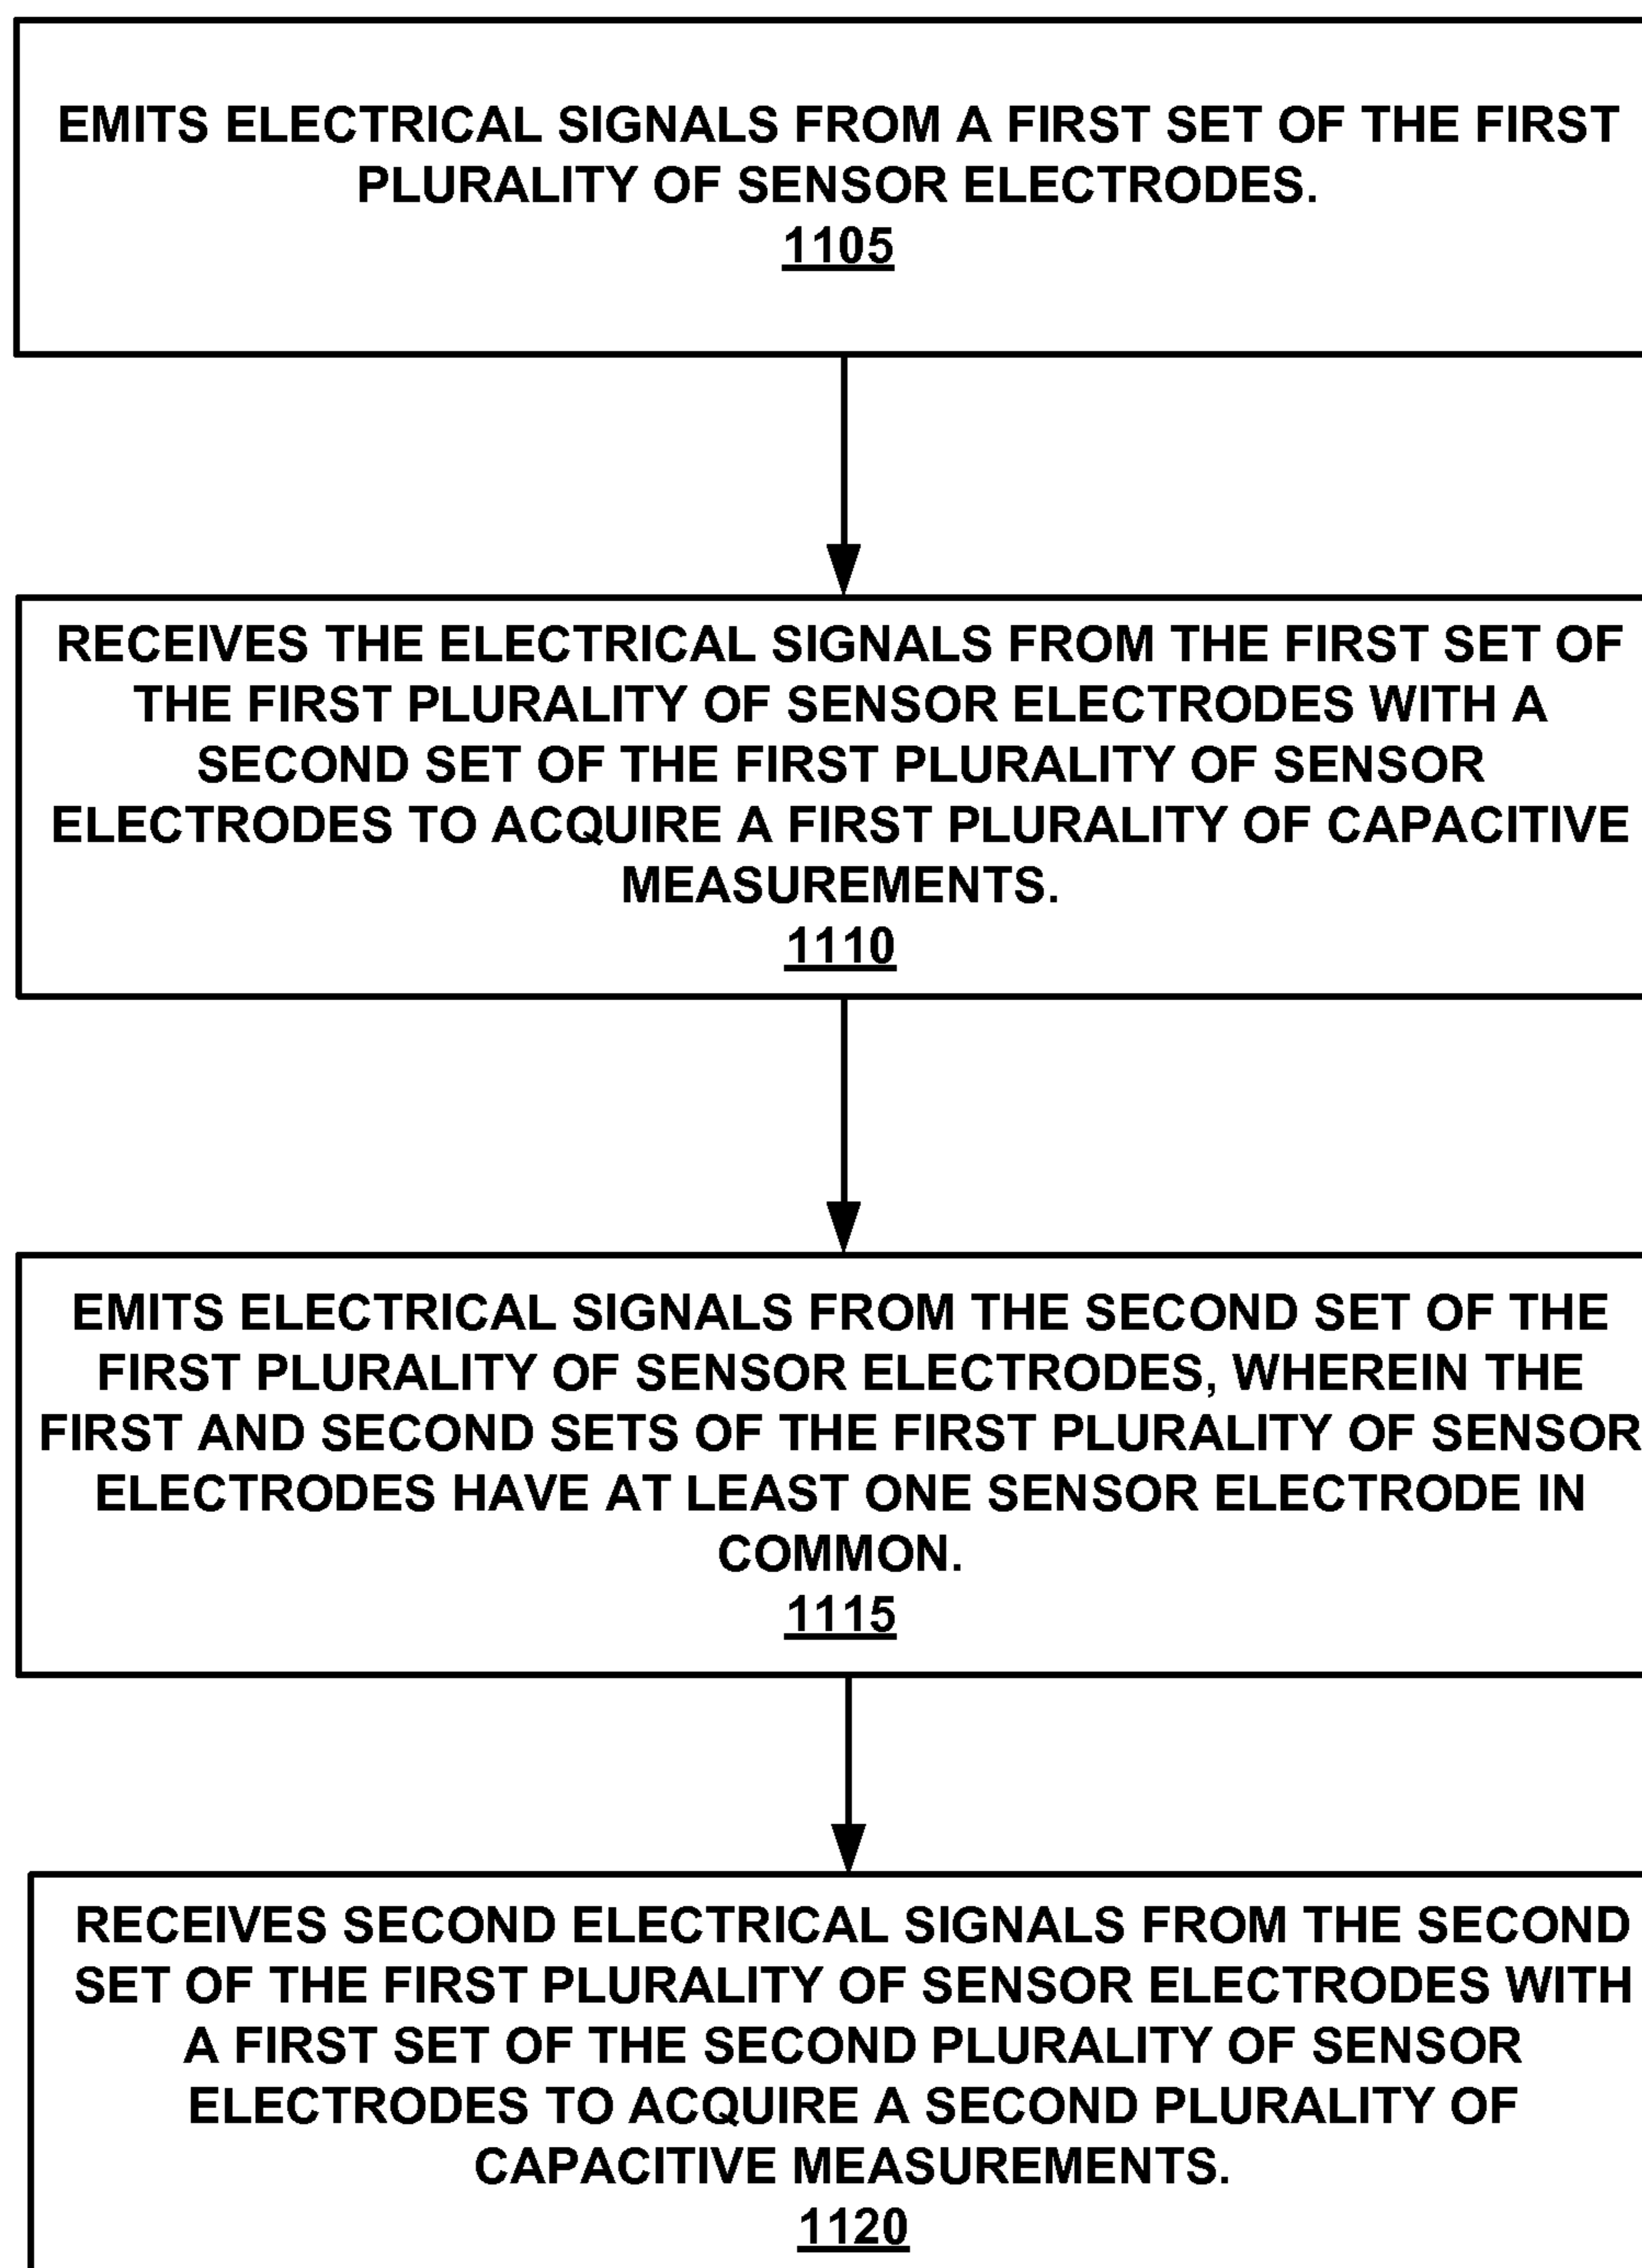 EMITS ELECTRICAL SIGNALS FROM A FIRST SET OF THE FIRST
PLURALITY OF SENSOR ELECTRODES.
1105
RECEIVES THE ELECTRICAL SIGNALS FROM THE FIRST SET OF
THE FIRST PLURALITY OF SENSOR ELECTRODES WITH A
SECOND SET OF THE FIRST PLURALITY OF SENSOR
ELECTRODES TO ACQUIRE A FIRST PLURALITY OF CAPACITIVE
MEASUREMENTS.
1110
EMITS ELECTRICAL SIGNALS FROM THE SECOND SET OF THE
FIRST PLURALITY OF SENSOR ELECTRODES, WHEREIN THE
FIRST AND SECOND SETS OF THE FIRST PLURALITY OF SENSOR
ELECTRODES HAVE AT LEAST ONE SENSOR ELECTRODE IN
COMMON.
1115
RECEIVES SECOND ELECTRICAL SIGNALS FROM THE SECOND
SET OF THE FIRST PLURALITY OF SENSOR ELECTRODES WITH
A FIRST SET OF THE SECOND PLURALITY OF SENSOR
ELECTRODES TO ACQUIRE A SECOND PLURALITY OF
CAPACITIVE MEASUREMENTS.
1120